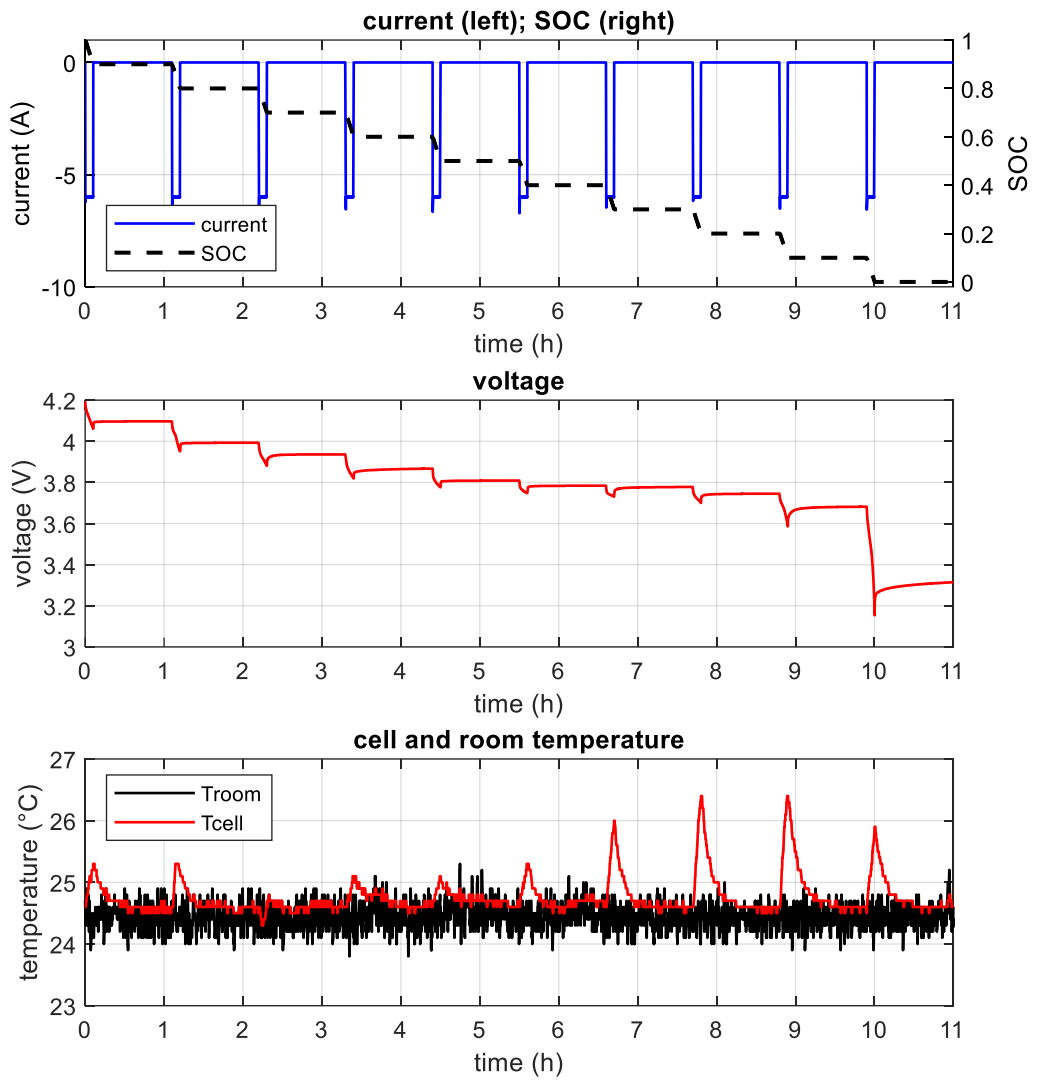 current (left); SOC (right)
0
-5
-10
current (A)
1
0.8
0.6
0.4
0.2
0
SOC
current
SOC
0 1 2 3 4 5 6 7 8 9 10 11
time (h)
voltage
4.2
4
3.8
3.6
3.4
3.2
3
voltage (V)
0 1 2 3 4 5 6 7 8 9 10 11
time (h)
cell and room temperature
27
26
25
24
23
temperature (°C)
Troom
Tcell
0 1 2 3 4 5 6 7 8 9 10 11
time (h)